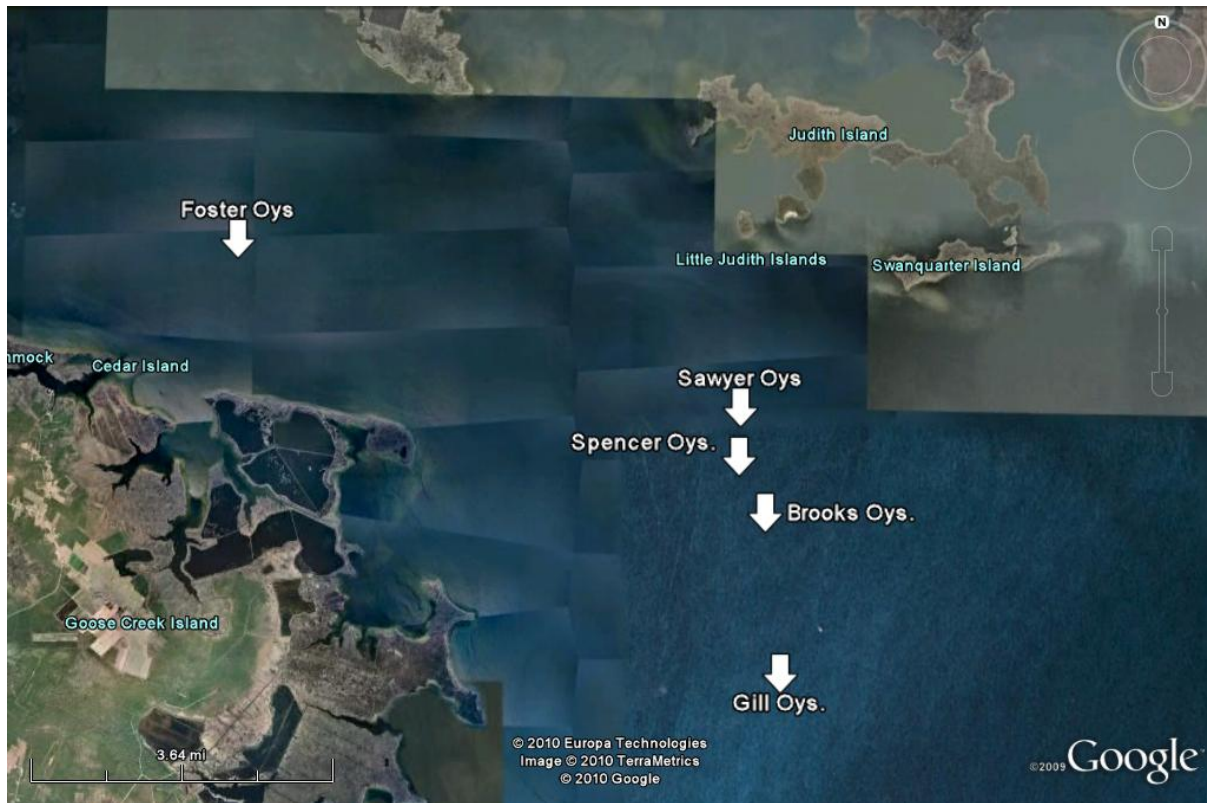 N
Judith Island
Foster Oys
Little Judith Islands
Swanquarter Island
Cedar Island
Sawyer Oys
Spencer Oys.
Brooks Oys.
Goose Creek Island
Gill Oys.
3.64 mi
© 2010 Europa Technologies
Image © 2010 TerraMetrics
© 2010 Google
©2009 Google